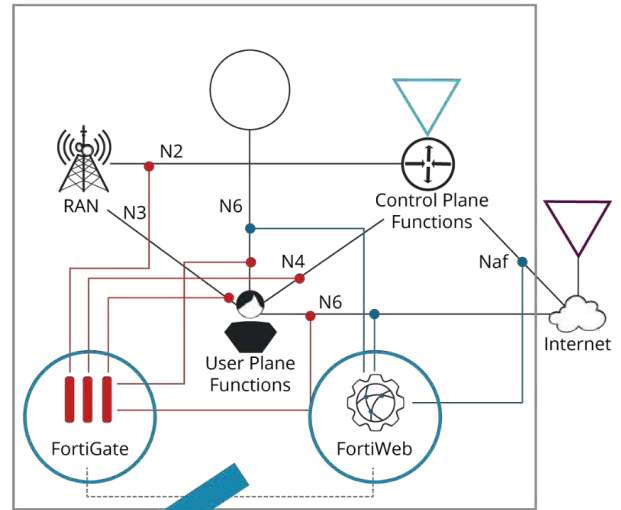 N2
RAN
Control Plane
Functions
N3
N6
N4
Naf
N6
Internet
User Plane
Functions
FortiGate
FortiWeb